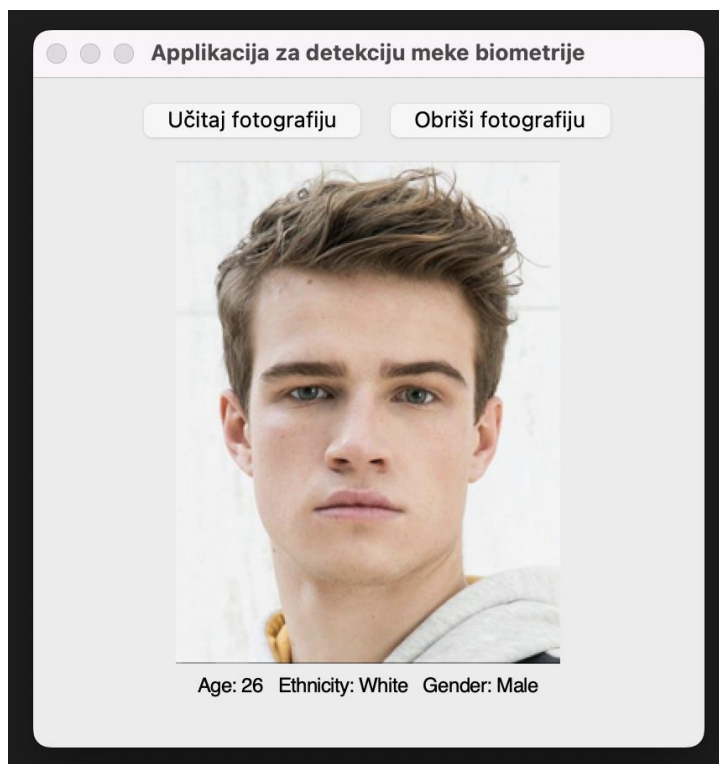 Applikacija za detekciju meke biometrije
Učitaj fotografiju Obriši fotografiju
Age: 26 Ethnicity: White Gender: Male